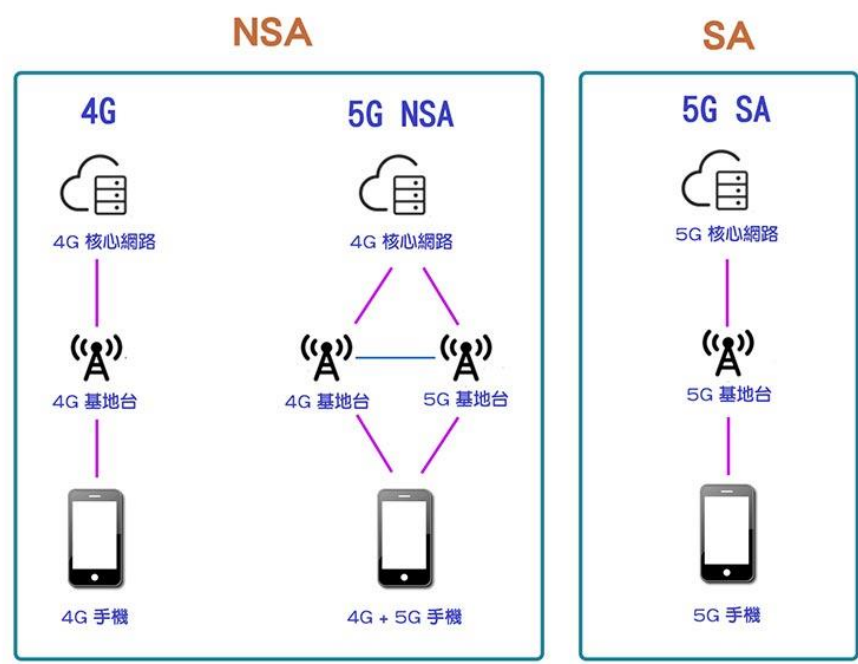 NSA
SA
4G
5G NSA
5G SA
4G 核心網路
4G 核心網路
5G 核心網路
4G 基地台
4G 基地台
5G 基地台
5G 基地台
4G 手機
4G + 5G 手機
5G 手機